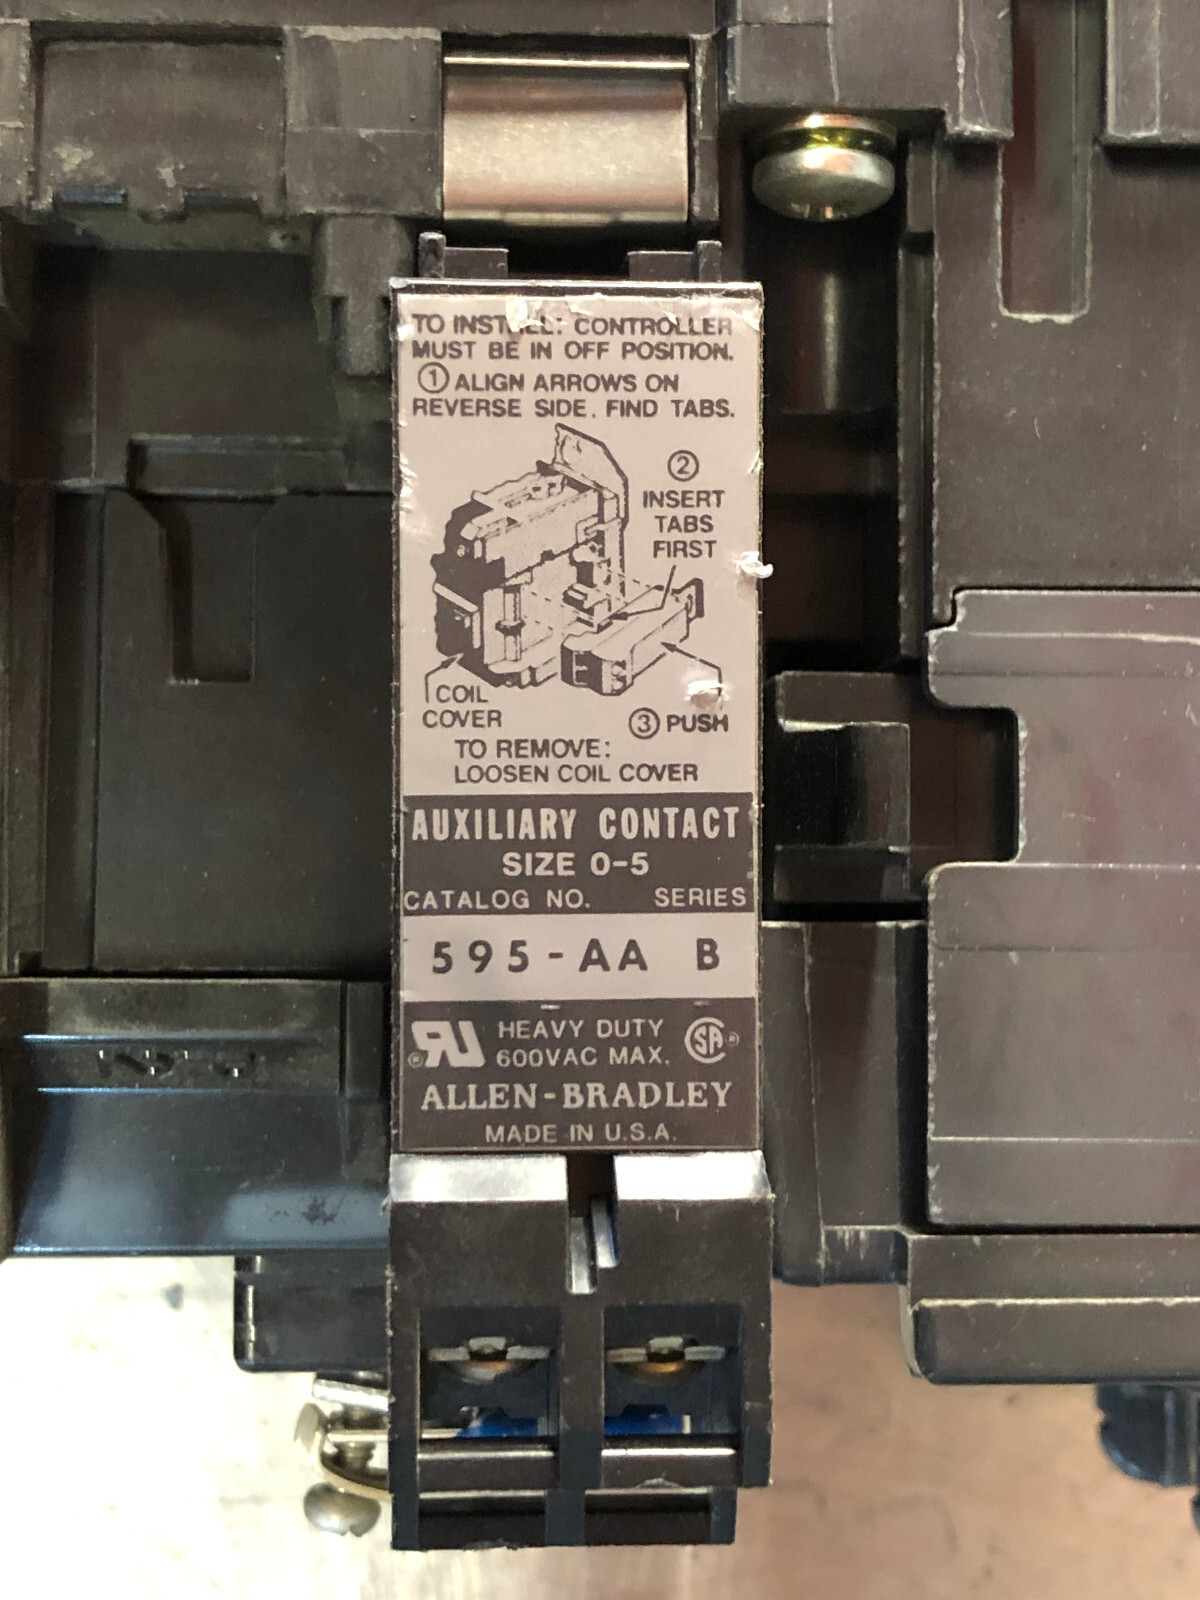 TO INSTALL: CONTROLLER
MUST BE IN OFF POSITION.
① ALIGN ARROWS ON
REVERSE SIDE. FIND TABS.
②
INSERT
TABS
FIRST
COIL
COVER
③ PUSH
TO REMOVE:
LOOSEN COIL COVER
AUXILIARY CONTACT
SIZE 0-5
CATALOG NO. SERIES
595-AA B
HEAVY DUTY
600VAC MAX.
ALLEN-BRADLEY
MADE IN U.S.A.